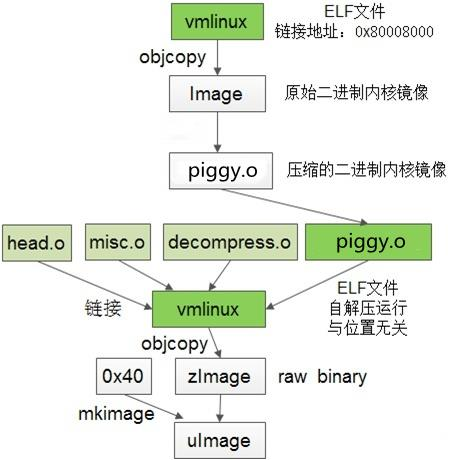 vmlinux
ELF文件
链接地址：0x80008000
objcopy
Image
原始二进制内核镜像
piggy.o
压缩的二进制内核镜像
head.o
misc.o
decompress.o
piggy.o
链接
vmlinux
ELF文件
自解压运行
与位置无关
objcopy
0x40
zImage
raw binary
mkimage
uImage